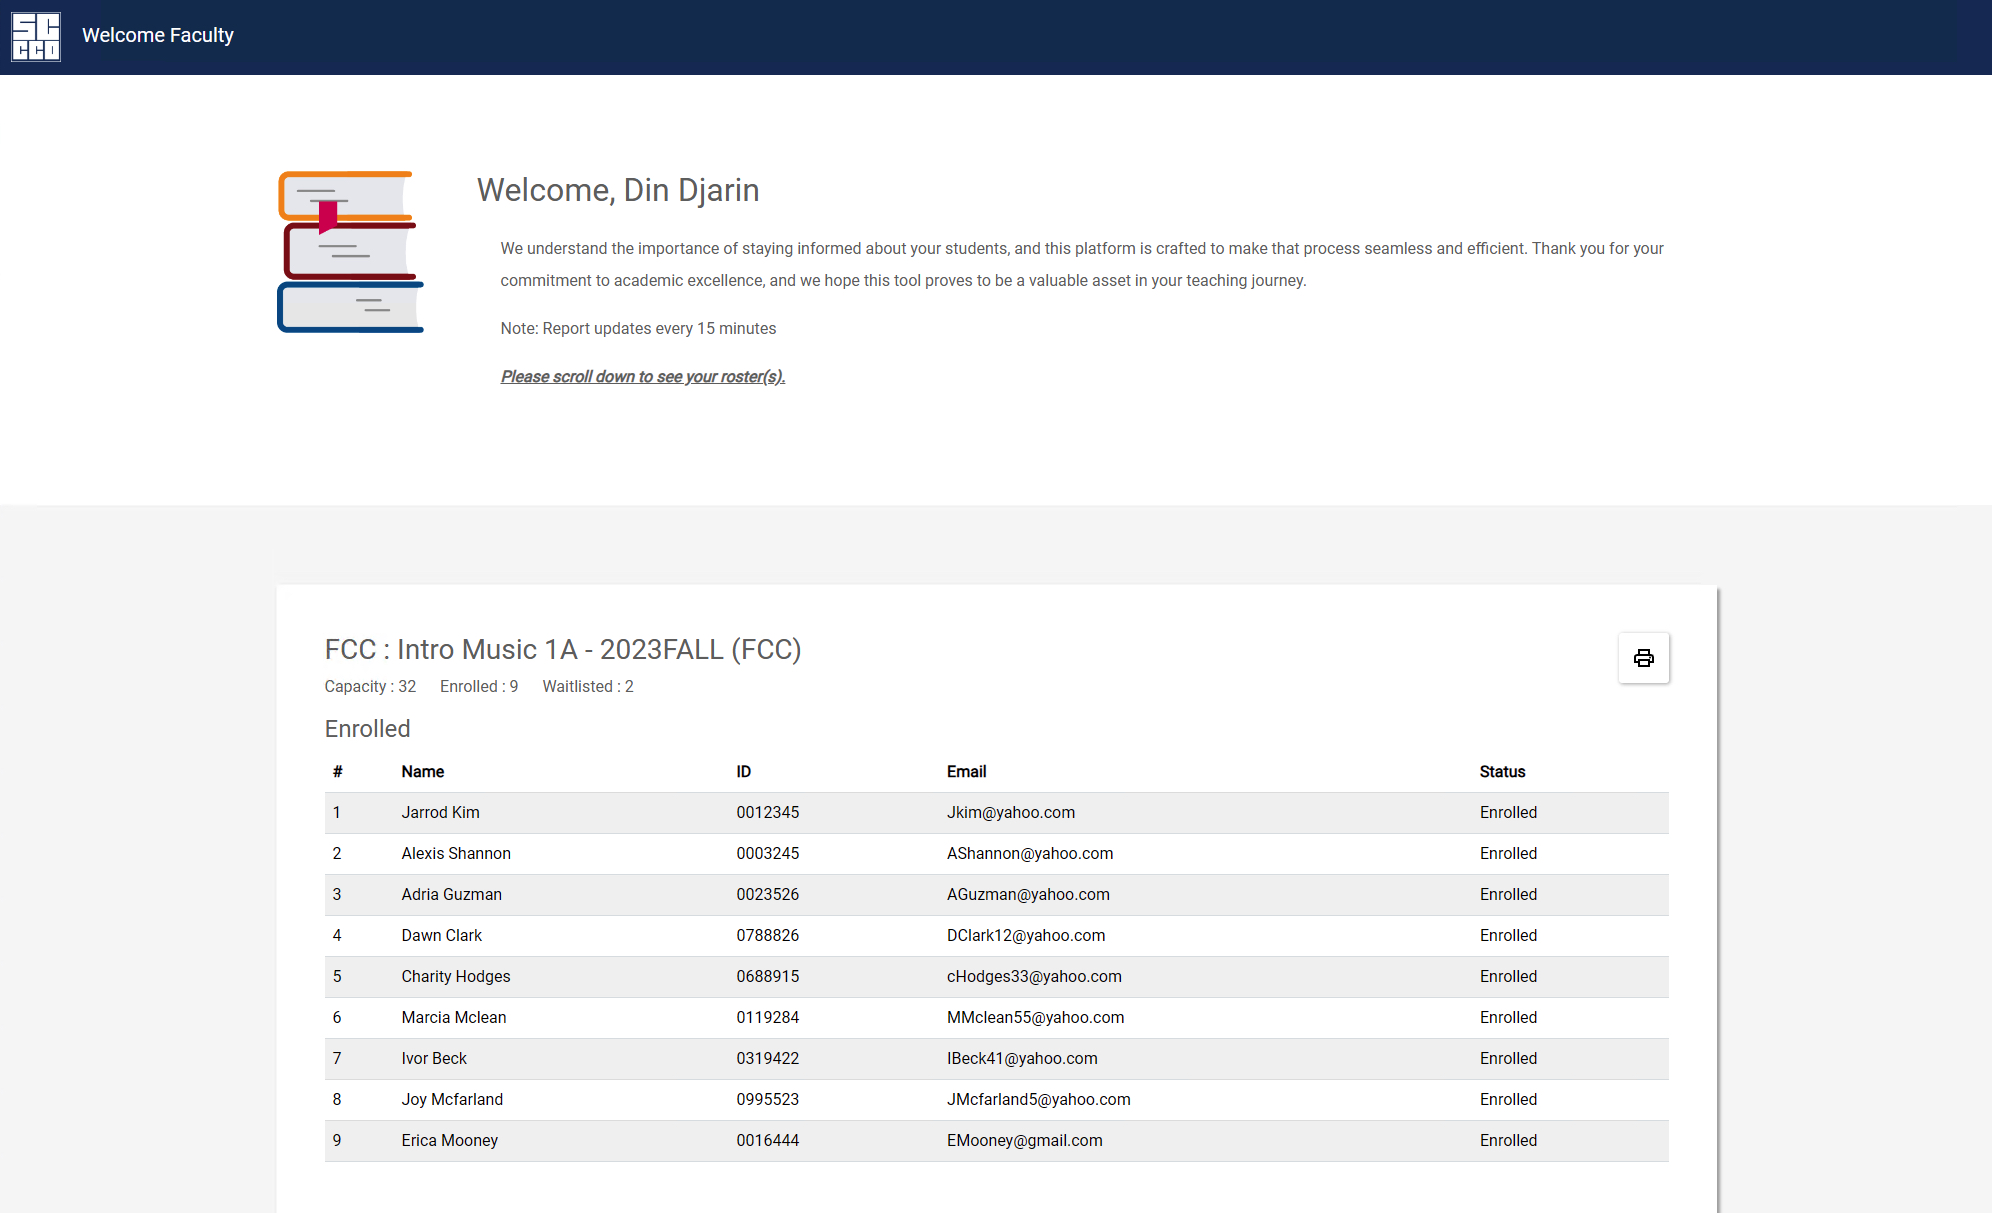 SC
CCD
Welcome Faculty
Welcome, Din Djarin
We understand the importance of staying informed about your students, and this platform is crafted to make that process seamless and efficient. Thank you for your
commitment to academic excellence, and we hope this tool proves to be a valuable asset in your teaching journey.
Note: Report updates every 15 minutes
Please scroll down to see your roster(s).
FCC : Intro Music 1A - 2023FALL (FCC)
Capacity : 32 Enrolled : 9 Waitlisted : 2
Enrolled
# Name ID Email Status
1 Jarrod Kim 0012345 Jkim@yahoo.com Enrolled
2 Alexis Shannon 0003245 AShannon@yahoo.com Enrolled
3 Adria Guzman 0023526 AGuzman@yahoo.com Enrolled
4 Dawn Clark 0788826 DClark12@yahoo.com Enrolled
5 Charity Hodges 0688915 cHodges33@yahoo.com Enrolled
6 Marcia Mclean 0119284 MMclean55@yahoo.com Enrolled
7 Ivor Beck 0319422 IBeck41@yahoo.com Enrolled
8 Joy Mcfarland 0995523 JMcfarland5@yahoo.com Enrolled
9 Erica Mooney 0016444 EMooney@gmail.com Enrolled